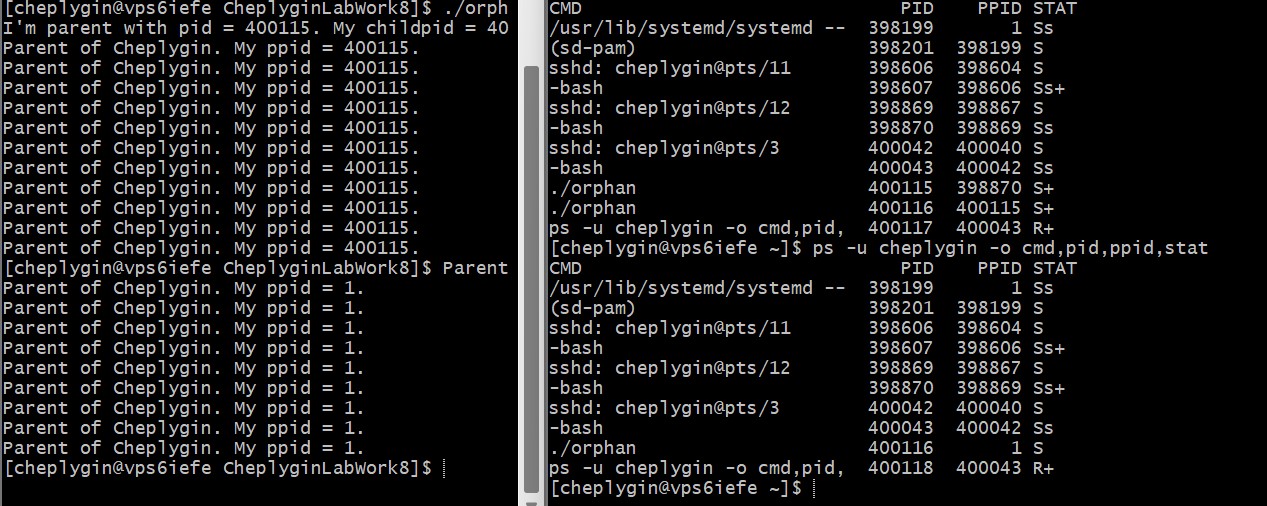 [cheplygin@vps6iefe CheplyginLabWork8]$ ./orph
I'm parent with pid = 400115. My childpid = 40
Parent of Cheplygin. My ppid = 400115.
Parent of Cheplygin. My ppid = 400115.
Parent of Cheplygin. My ppid = 400115.
Parent of Cheplygin. My ppid = 400115.
Parent of Cheplygin. My ppid = 400115.
Parent of Cheplygin. My ppid = 400115.
Parent of Cheplygin. My ppid = 400115.
Parent of Cheplygin. My ppid = 400115.
Parent of Cheplygin. My ppid = 400115.
Parent of Cheplygin. My ppid = 400115.
Parent of Cheplygin. My ppid = 400115.
[cheplygin@vps6iefe CheplyginLabWork8]$ Parent
Parent of Cheplygin. My ppid = 1.
Parent of Cheplygin. My ppid = 1.
Parent of Cheplygin. My ppid = 1.
Parent of Cheplygin. My ppid = 1.
Parent of Cheplygin. My ppid = 1.
Parent of Cheplygin. My ppid = 1.
Parent of Cheplygin. My ppid = 1.
Parent of Cheplygin. My ppid = 1.
Parent of Cheplygin. My ppid = 1.
[cheplygin@vps6iefe CheplyginLabWork8]$
CMD PID PPID STAT
/usr/lib/systemd/systemd -- 398199 1 Ss
(sd-pam) 398201 398199 S
sshd: cheplygin@pts/11 398606 398604 S
-bash 398607 398606 Ss+
sshd: cheplygin@pts/12 398869 398867 S
-bash 398870 398869 Ss
sshd: cheplygin@pts/3 400042 400040 S
-bash 400043 400042 Ss
./orphan 400115 398870 S+
./orphan 400116 400115 S+
ps -u cheplygin -o cmd,pid, 400117 400043 R+
[cheplygin@vps6iefe ~]$ ps -u cheplygin -o cmd,pid,ppid,stat
CMD PID PPID STAT
/usr/lib/systemd/systemd -- 398199 1 Ss
(sd-pam) 398201 398199 S
sshd: cheplygin@pts/11 398606 398604 S
-bash 398607 398606 Ss+
sshd: cheplygin@pts/12 398869 398867 S
-bash 398870 398869 Ss+
sshd: cheplygin@pts/3 400042 400040 S
-bash 400043 400042 Ss
./orphan 400116 1 S
ps -u cheplygin -o cmd,pid, 400118 400043 R+
[cheplygin@vps6iefe ~]$